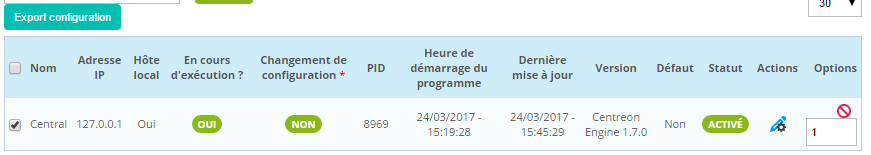 30
Export configuration
Nom Adresse IP Hôte local En cours d'exécution ? Changement de configuration * PID Heure de démarrage du programme Dernière mise à jour Version Défaut Statut Actions Options
Central 127.0.0.1 Oui OUI NON 8969 24/03/2017 - 15:19:28 24/03/2017 - 15:45:29 Centreon Engine 1.7.0 Non ACTIVÉ 1